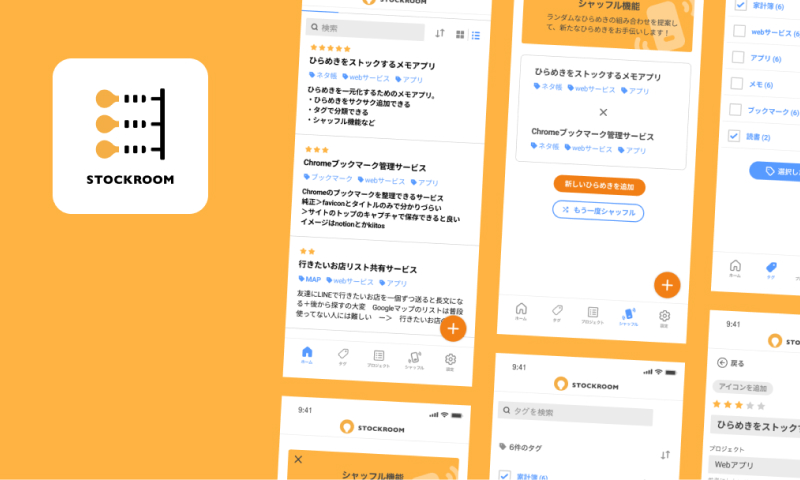 STOCKROOM
STOCKROOM
検索
ひらめきをストックするメモアプリ
ネタ帳 webサービス アプリ
ひらめきを一元化するためのメモアプリ。
・ひらめきをサクサク追加できる
・タグで分類できる
・シャッフル機能など
Chromeブックマーク管理サービス
ブックマーク webサービス アプリ
Chromeのブックマークを整理できるサービス
純正>faviconとタイトルのみで分かりづらい
>サイトのトップのキャプチャで保存できると良い
イメージはnotionとかkiitos
行きたいお店リスト共有サービス
MAP webサービス アプリ
友達にLINEで行きたいお店を一個ずつ送ると長文にな
る＋後から探すの大変 Googleマップのリストは普段
使ってない人には難しい ー> 行きたいお店の
ホーム タグ プロジェクト シャッフル 設定
9:41
STOCKROOM
シャッフル機能
シャッフル機能
ランダムなひらめきの組み合わせを提案し
て、新たなひらめきをお手伝いします！
ひらめきをストックするメモアプリ
ネタ帳 webサービス アプリ
×
Chromeブックマーク管理サービス
ネタ帳 webサービス アプリ
新しいひらめきを追加
もう一度シャッフル
ホーム タグ プロジェクト シャッフル 設定
9:41
STOCKROOM
タグを検索
6件のタグ
家計簿 (6)
家計簿 (6)
webサービス (6)
アプリ (6)
メモ (6)
ブックマーク (6)
読書 (2)
選択した
ホーム タグ
9:41
STOCKR
戻る
アイコンを追加
ひらめきをストックす
プロジェクト
Webアプリ